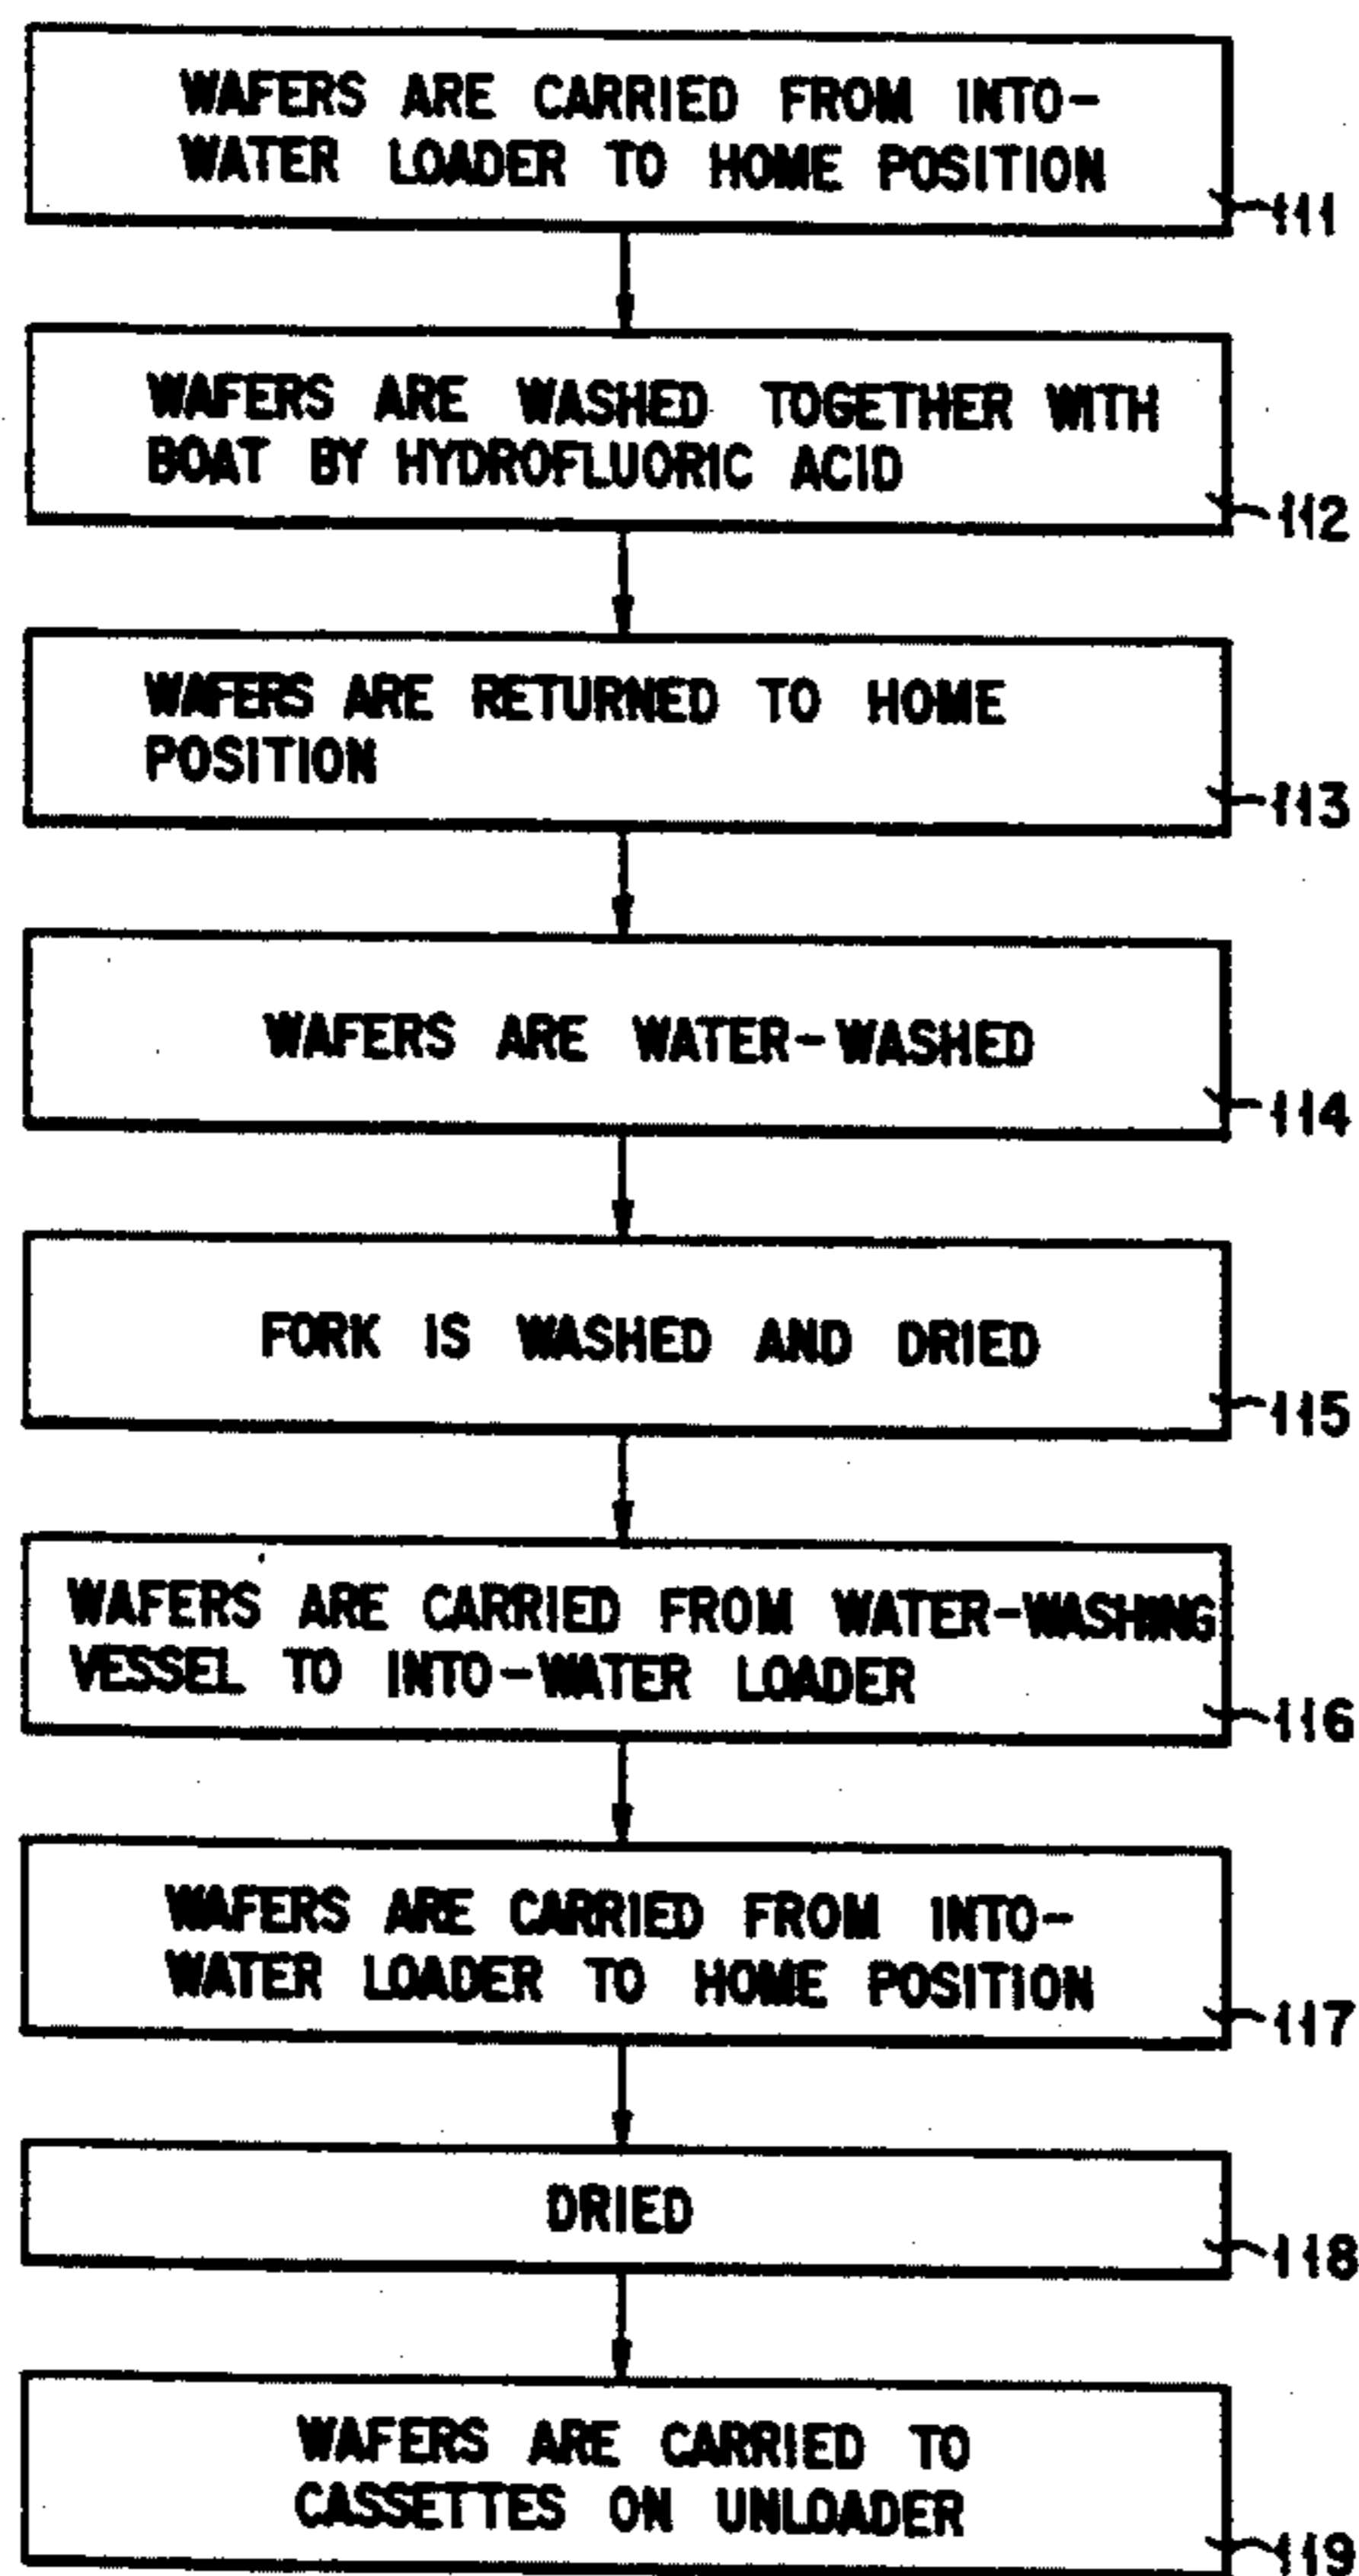 WAFERS ARE CARRIED FROM INTO-
WATER LOADER TO HOME POSITION
111
WAFERS ARE WASHED TOGETHER WITH
BOAT BY HYDROFLUORIC ACID
112
WAFERS ARE RETURNED TO HOME
POSITION
113
WAFERS ARE WATER-WASHED
114
FORK IS WASHED AND DRIED
115
WAFERS ARE CARRIED FROM WATER-WASHING
VESSEL TO INTO-WATER LOADER
116
WAFERS ARE CARRIED FROM INTO-
WATER LOADER TO HOME POSITION
117
DRIED
118
WAFERS ARE CARRIED TO
CASSETTES ON UNLOADER
119